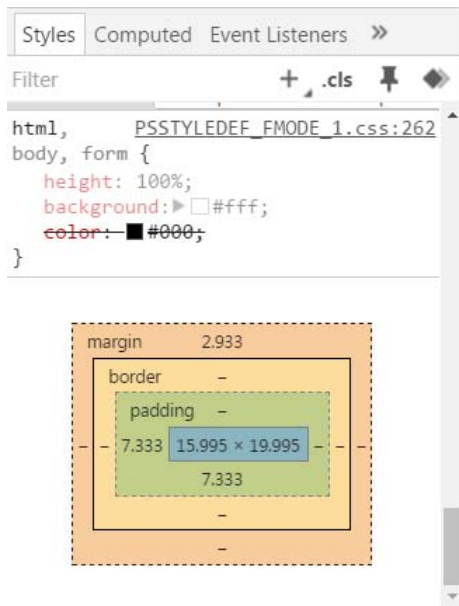 Styles Computed Event Listeners »
Filter + .cls
html, PSSTYLEDEF_FMODE_1.css:262
body, form {
height: 100%;
background:▶ #fff;
color: #000;
}
margin 2.933
border –
padding –
– – 7.333 15.995 × 19.995 – – –
7.333
–
–